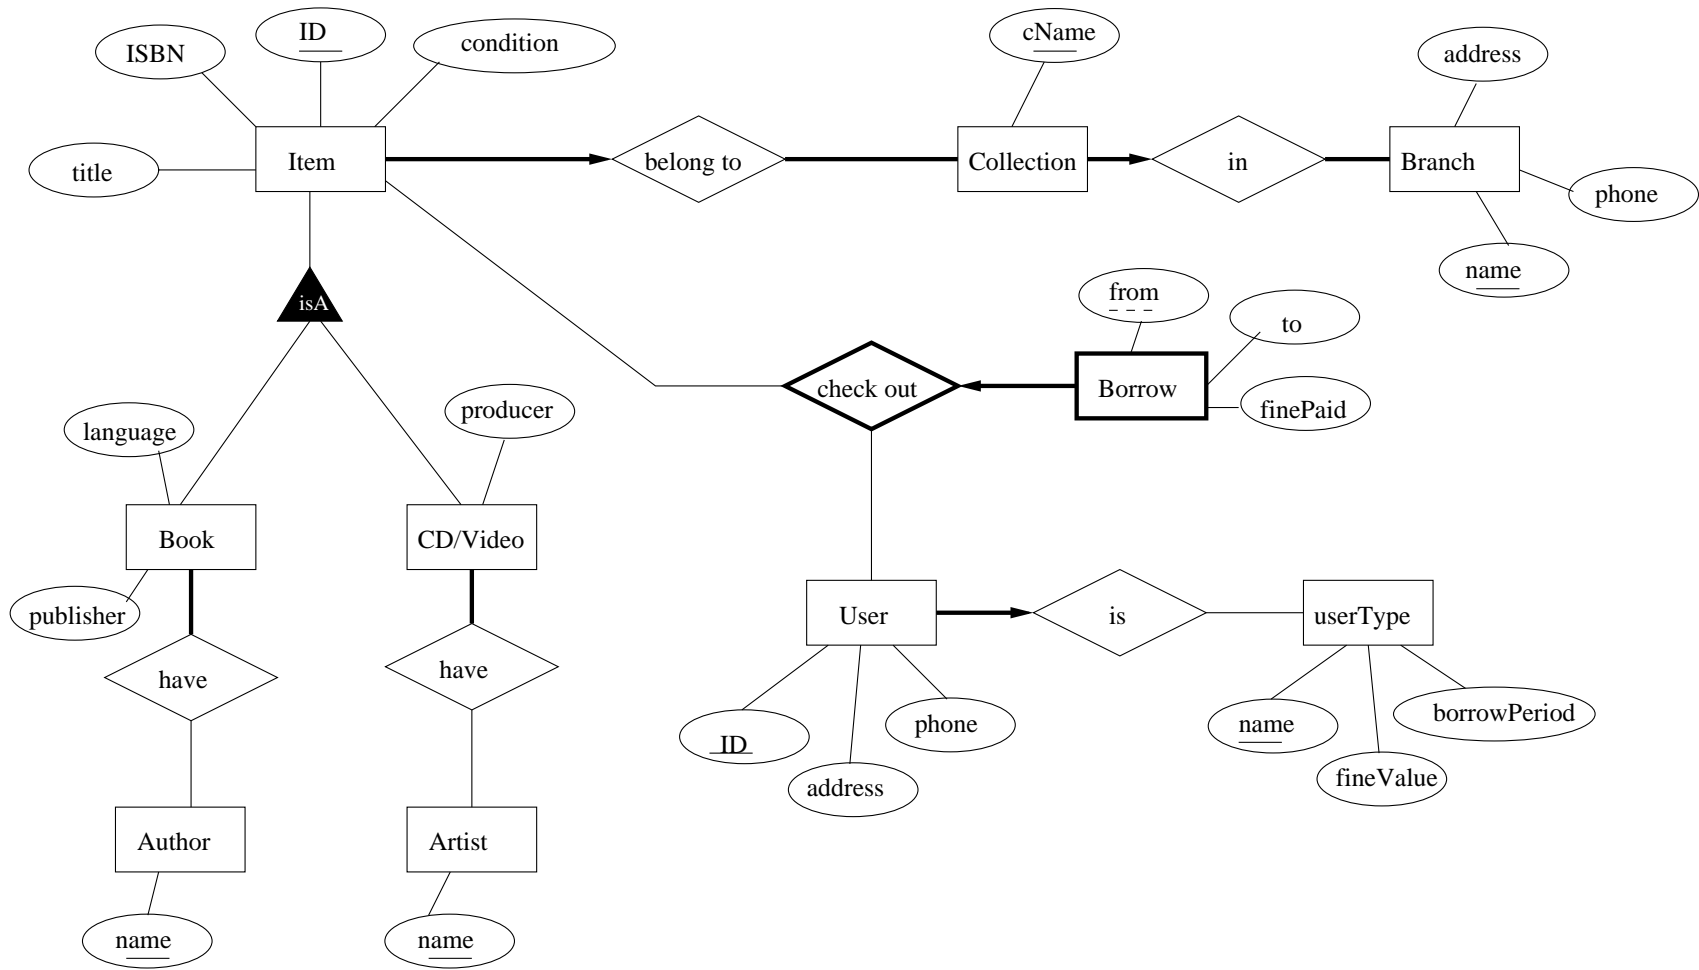 ISBN
ID
condition
cName
address
title
Item
belong to
Collection
in
Branch
phone
name
isA
from
to
check out
Borrow
finePaid
language
producer
Book
CD/Video
publisher
User
is
userType
have
have
ID
phone
address
name
borrowPeriod
fineValue
Author
Artist
name
name